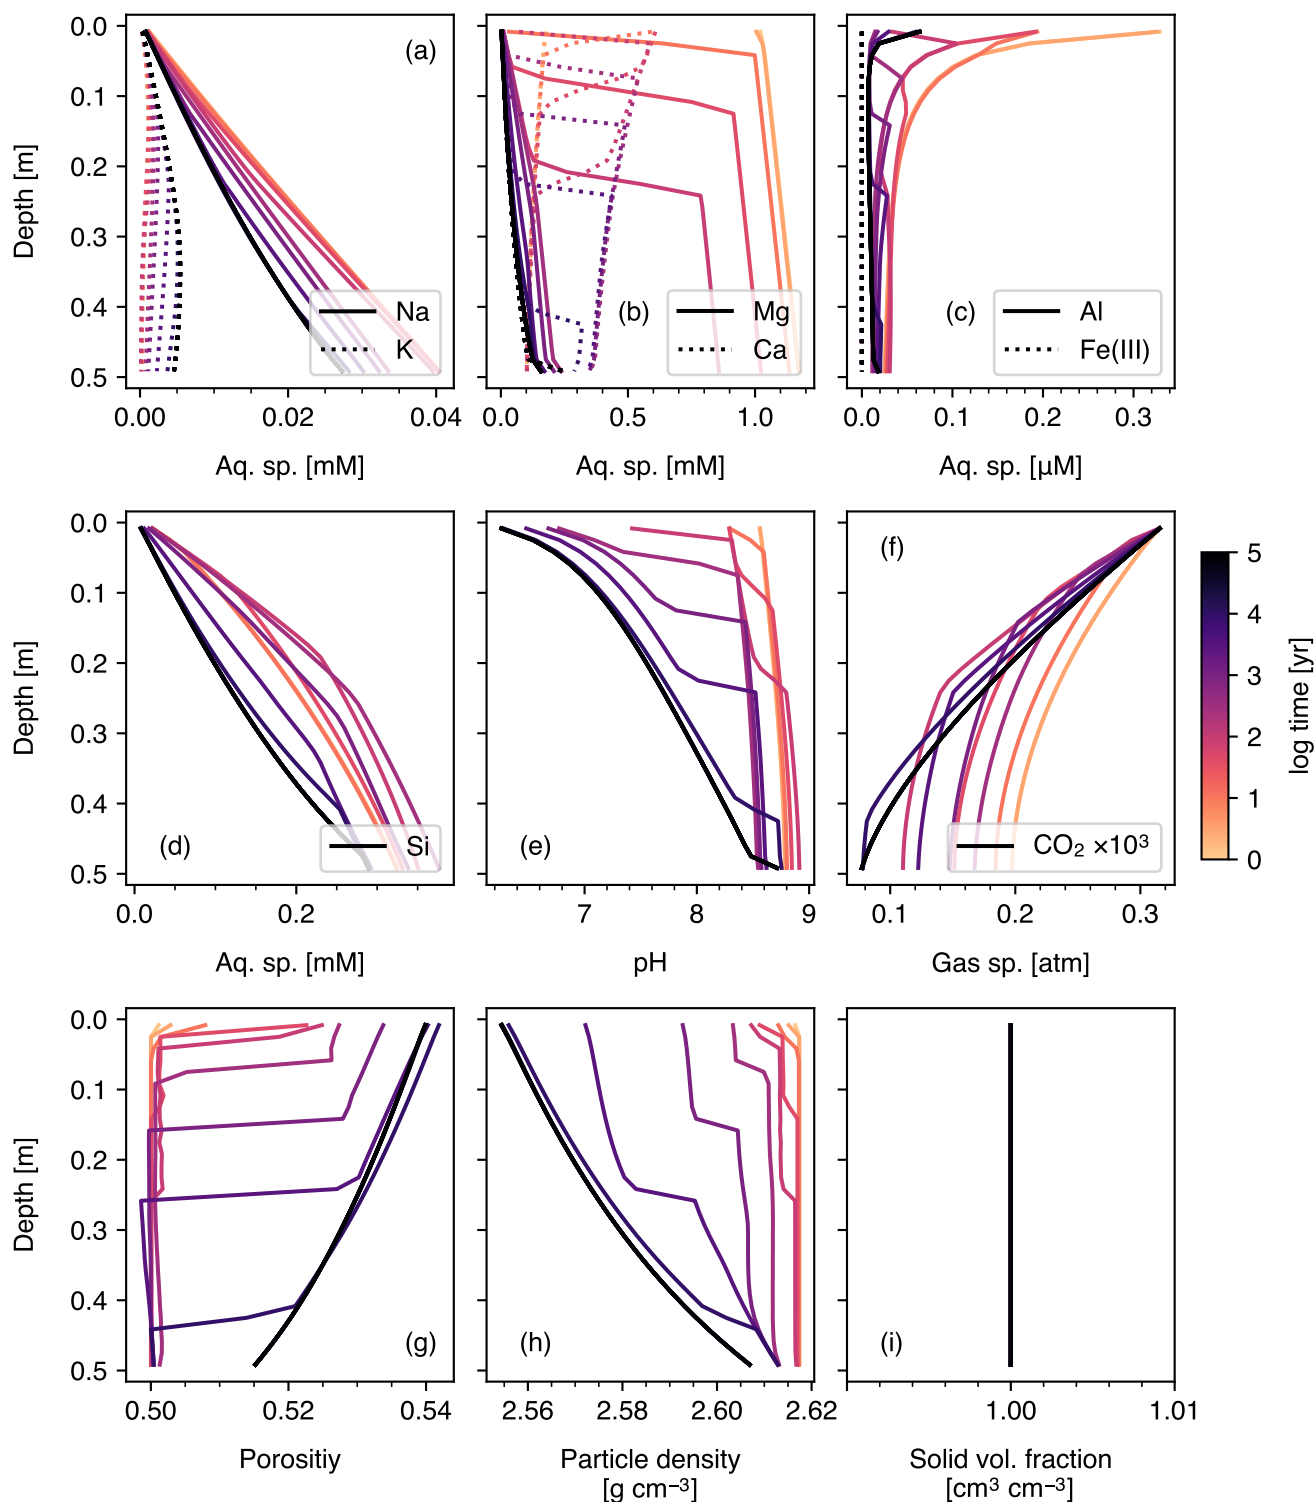 0.0
0.1
0.2
0.3
0.4
0.5
Depth [m]
(a)
Na
K
0.00
0.02
0.04
Aq. sp. [mM]
(b)
Mg
Ca
0.0
0.5
1.0
Aq. sp. [mM]
(c)
Al
Fe(III)
0.0
0.1
0.2
0.3
Aq. sp. [µM]
0.0
0.1
0.2
0.3
0.4
0.5
Depth [m]
(d)
Si
0.0
0.2
Aq. sp. [mM]
(e)
7
8
9
pH
(f)
CO₂ ×10³
0.1
0.2
0.3
Gas sp. [atm]
5
4
3
2
1
0
log time [yr]
0.0
0.1
0.2
0.3
0.4
0.5
Depth [m]
(g)
0.50
0.52
0.54
Porositiy
(h)
2.56
2.58
2.60
2.62
Particle density
[g cm⁻³]
(i)
1.00
1.01
Solid vol. fraction
[cm³ cm⁻³]